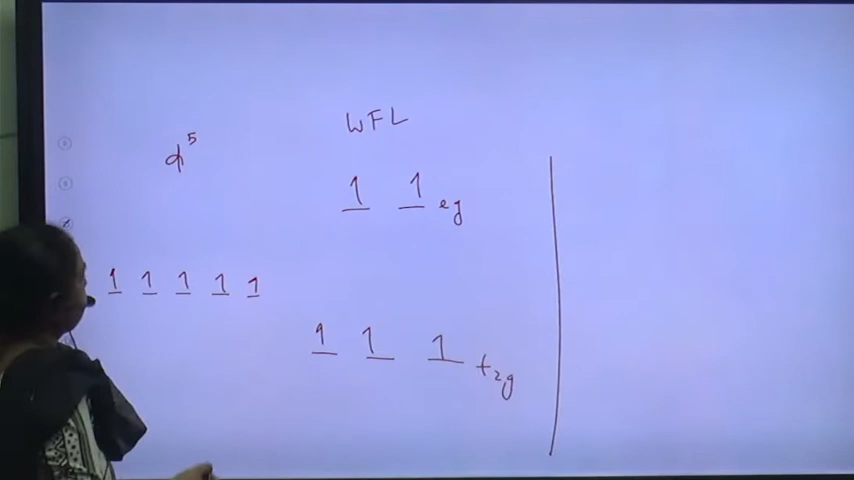 d⁵
WFL
1 1 eg
1 1 1 1 1
1 1 1 t₂g